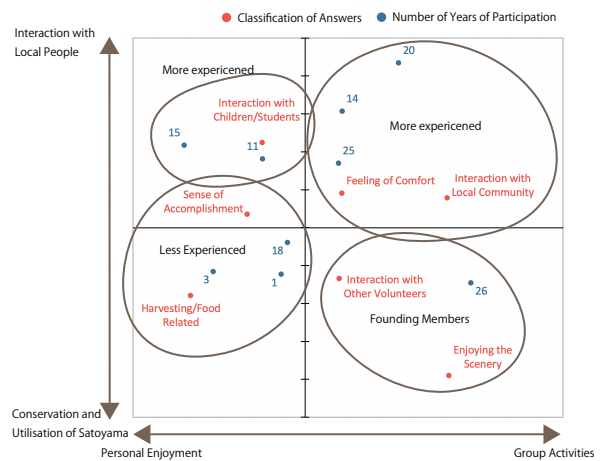 Classification of Answers
Number of Years of Participation
Interaction with
Local People
20
More expericened
14
Interaction with
Children/Students
15
11
More expericened
25
Feeling of Comfort
Interaction with
Local Community
Sense of
Accomplishment
Less Experienced
18
3
1
Harvesting/Food
Related
Interaction with
Other Volunteers
26
Founding Members
Enjoying the
Scenery
Conservation and
Utilisation of Satoyama
Personal Enjoyment
Group Activities